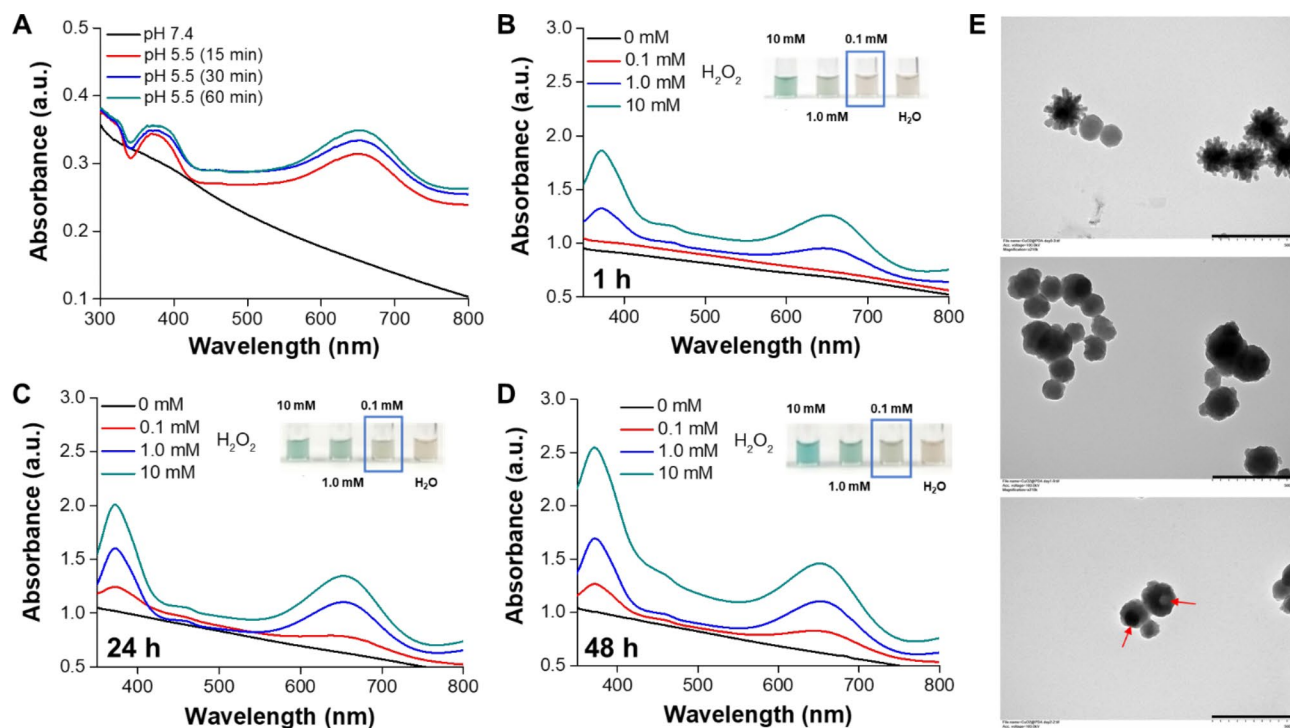 A
Absorbance (a.u.)
0.5
0.4
0.3
0.2
0.1
pH 7.4
pH 5.5 (15 min)
pH 5.5 (30 min)
pH 5.5 (60 min)
300 400 500 600 700 800
Wavelength (nm)
B
Absorbanec (a.u.)
3.0
2.5
2.0
1.5
1.0
0.5
0 mM
0.1 mM
1.0 mM
10 mM
H₂O₂
10 mM 0.1 mM
1.0 mM H₂O
1 h
400 500 600 700 800
Wavelength (nm)
C
Absorbance (a.u.)
3.0
2.5
2.0
1.5
1.0
0.5
0 mM
0.1 mM
1.0 mM
10 mM
H₂O₂
10 mM 0.1 mM
1.0 mM H₂O
24 h
400 500 600 700 800
Wavelength (nm)
D
Absorbance (a.u.)
3.0
2.5
2.0
1.5
1.0
0.5
0 mM
0.1 mM
1.0 mM
10 mM
H₂O₂
10 mM 0.1 mM
1.0 mM H₂O
48 h
400 500 600 700 800
Wavelength (nm)
E